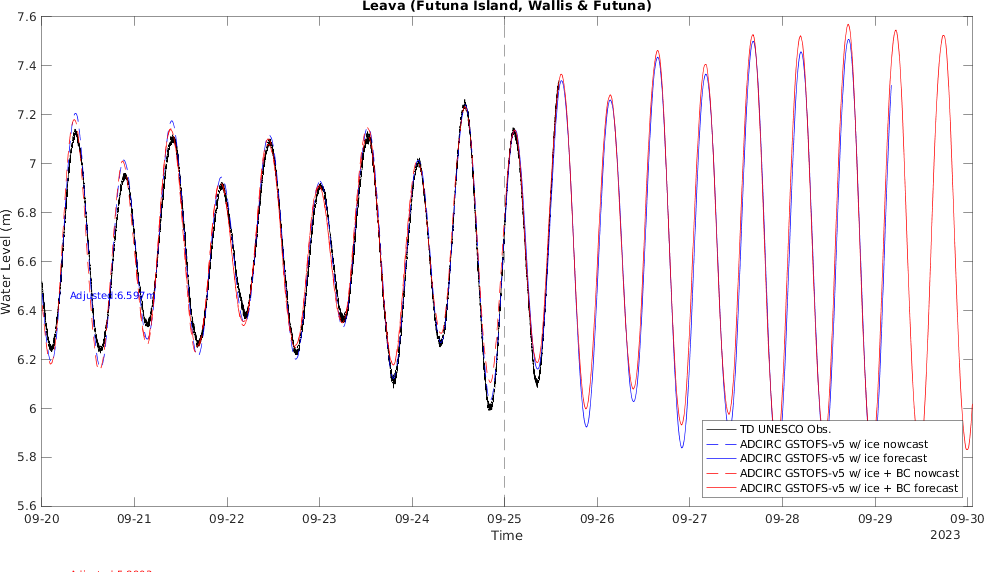 Leava (Futuna Island, Wallis & Futuna)
7.6
7.4
7.2
7
6.8
6.6
6.4
6.2
6
5.8
5.6
Water Level (m)
Adjusted:6.597m
TD UNESCO Obs.
ADCIRC GSTOFS-v5 w/ ice nowcast
ADCIRC GSTOFS-v5 w/ ice forecast
ADCIRC GSTOFS-v5 w/ ice + BC nowcast
ADCIRC GSTOFS-v5 w/ ice + BC forecast
09-20 09-21 09-22 09-23 09-24 09-25 09-26 09-27 09-28 09-29 09-30
Time
2023